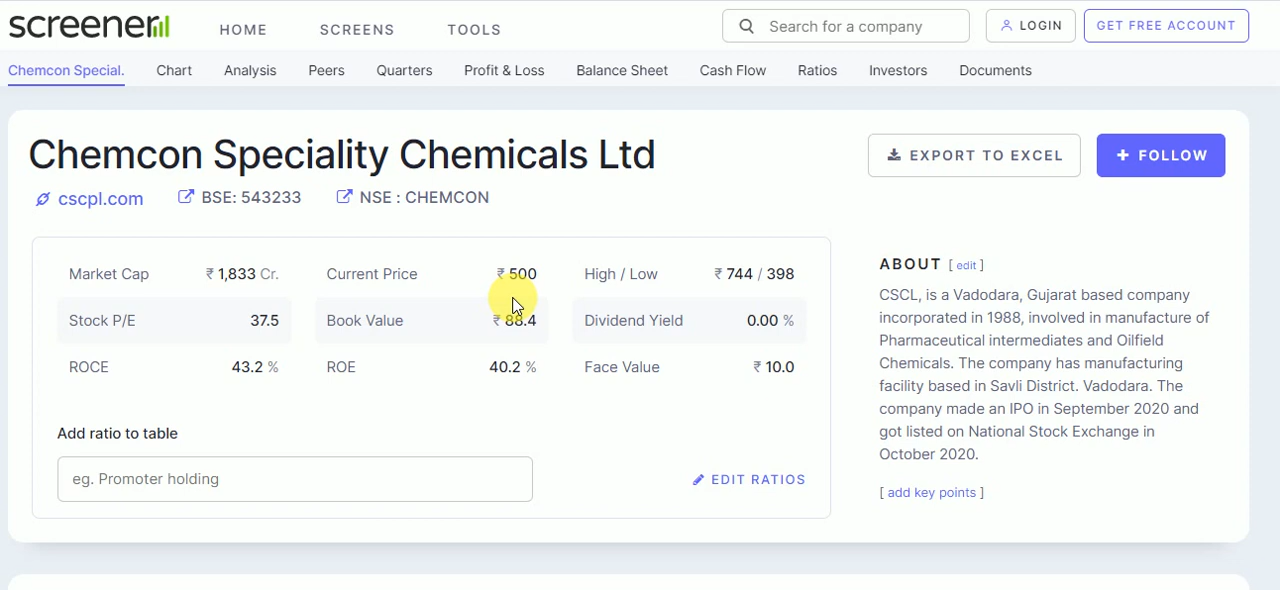 screener
HOME SCREENS TOOLS
Search for a company
LOGIN
GET FREE ACCOUNT
Chemcon Special. Chart Analysis Peers Quarters Profit & Loss Balance Sheet Cash Flow Ratios Investors Documents
Chemcon Speciality Chemicals Ltd
EXPORT TO EXCEL
+ FOLLOW
cscpl.com BSE: 543233 NSE : CHEMCON
Market Cap ₹ 1,833 Cr. Current Price ₹ 500 High / Low ₹ 744 / 398
Stock P/E 37.5 Book Value ₹ 88.4 Dividend Yield 0.00 %
ROCE 43.2 % ROE 40.2 % Face Value ₹ 10.0
Add ratio to table
eg. Promoter holding
EDIT RATIOS
ABOUT [ edit ]
CSCL, is a Vadodara, Gujarat based company
incorporated in 1988, involved in manufacture of
Pharmaceutical intermediates and Oilfield
Chemicals. The company has manufacturing
facility based in Savli District. Vadodara. The
company made an IPO in September 2020 and
got listed on National Stock Exchange in
October 2020.
[ add key points ]